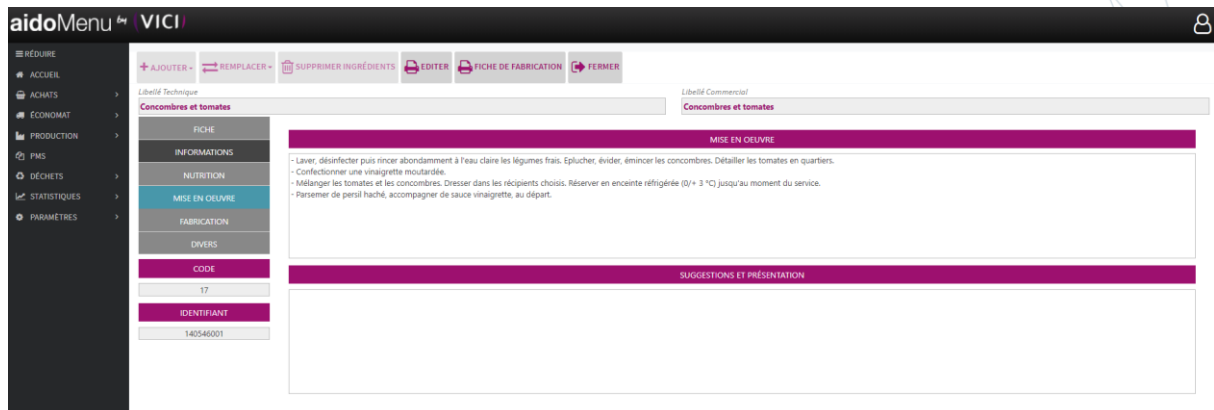 aidoMenu by (VICI)
RÉDUIRE
ACCUEIL
ACHATS
ÉCONOMAT
PRODUCTION
PMS
DÉCHETS
STATISTIQUES
PARAMÈTRES
AJOUTER REMPLACER SUPPRIMER INGRÉDIENTS EDITER FICHE DE FABRICATION FERMER
Libellé Technique Libellé Commercial
Concombres et tomates Concombres et tomates
FICHE
INFORMATIONS
NUTRITION
MISE EN OEUVRE
FABRICATION
DIVERS
CODE
17
IDENTIFIANT
140546001
MISE EN OEUVRE
- Laver, désinfecter puis rincer abondamment à l'eau claire les légumes frais. Eplucher, évider, émincer les concombres. Détailler les tomates en quartiers.
- Confectionner une vinaigrette moutardée.
- Mélanger les tomates et les concombres. Dresser dans les récipients choisis. Réserver en enceinte réfrigérée (0/+ 3 °C) jusqu'au moment du service.
- Parsemer de persil haché, accompagner de sauce vinaigrette, au départ.
SUGGESTIONS ET PRÉSENTATION